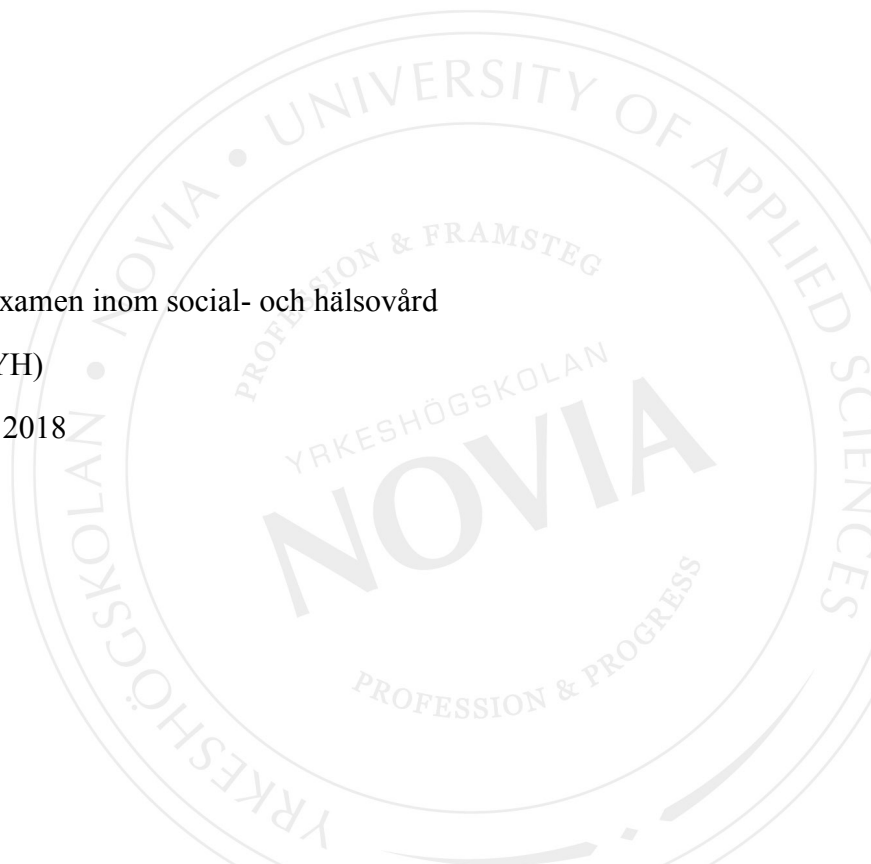 xamen inom social- och hälsovård
YH)
2018
YRKESHÖGSKOLAN • NOVIA • UNIVERSITY OF APPLIED SCIENCES
PROFESSION & FRAMSTEG
YRKESHÖGSKOLAN
NOVIA
PROFESSION & PROGRESS